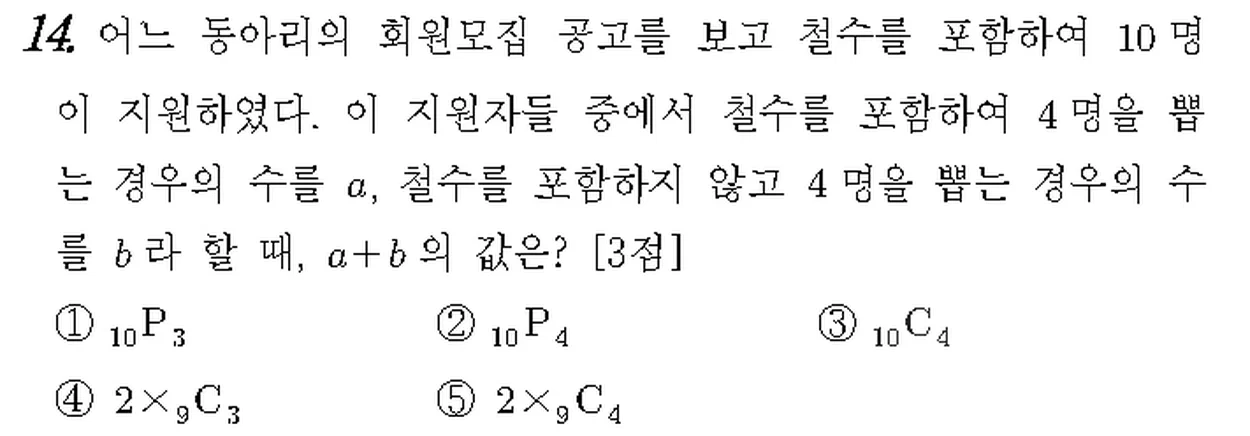 14. 어느 동아리의 회원모집 공고를 보고 철수를 포함하여 10 명
이 지원하였다. 이 지원자들 중에서 철수를 포함하여 4 명을 뽑
는 경우의 수를 a, 철수를 포함하지 않고 4 명을 뽑는 경우의 수
를 b 라 할 때, a+b 의 값은? [3점]
① ₁₀P₃ ② ₁₀P₄ ③ ₁₀C₄
④ 2×₉C₃ ⑤ 2×₉C₄